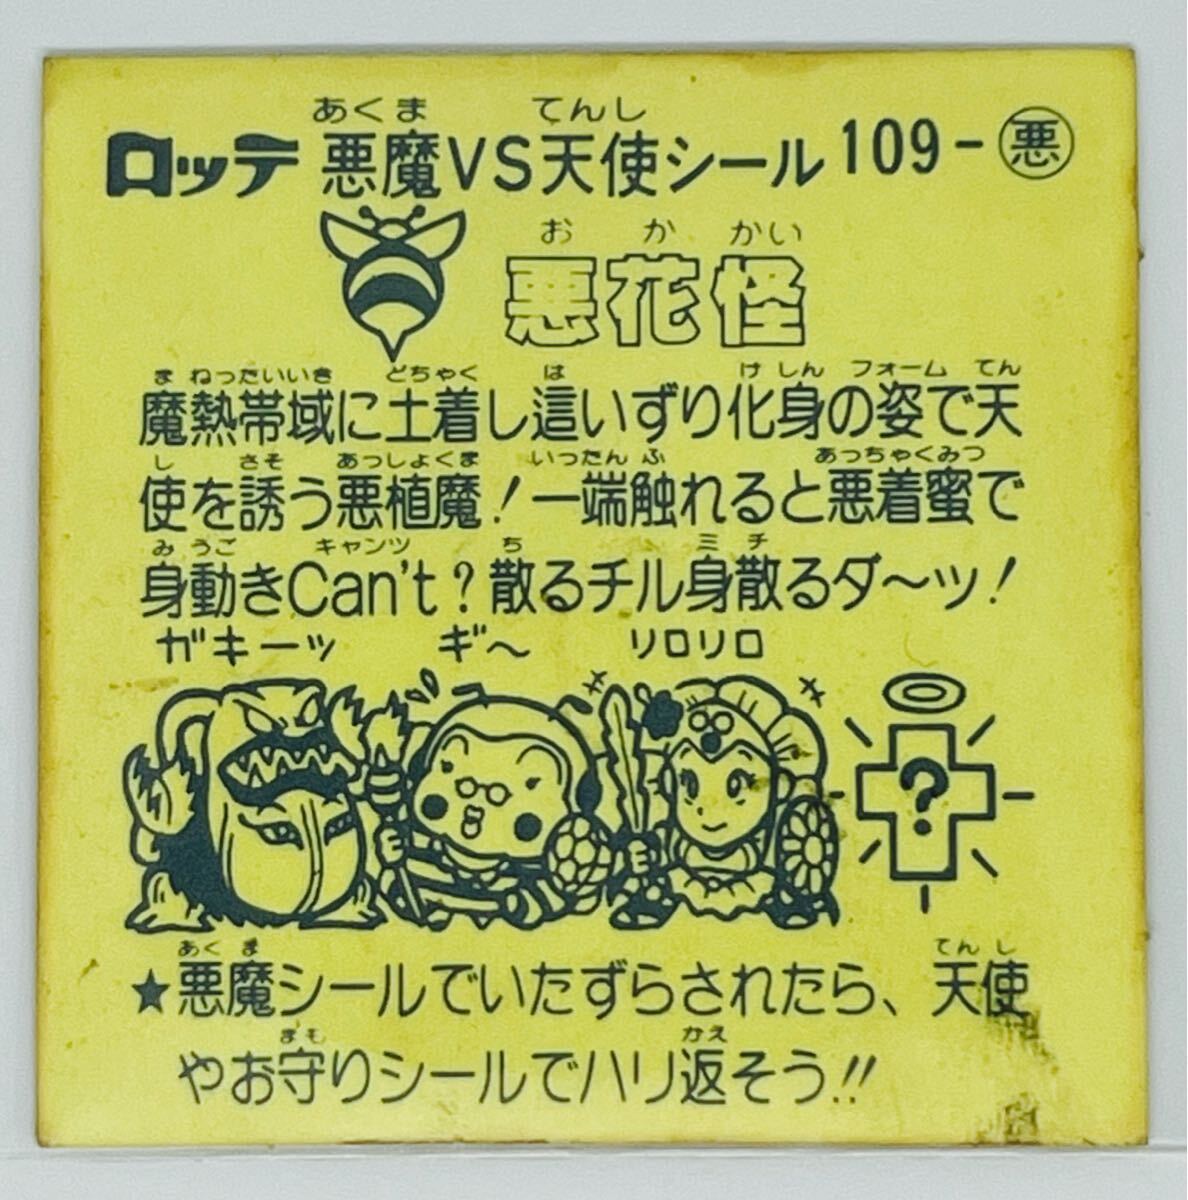 あくま てんし
ロッテ 悪魔VS天使シール 109-悪
おかかい
悪花怪
まねったいいき どちゃく は けしん フォーム てん
魔熱帯域に土着し這いずり化身の姿で天
し さそ あっしょくま いったん ふ あっちゃくみつ
使を誘う悪植魔!一端触れると悪着蜜で
みうご キャンツ ち ミチ
身動きCan't?散るチル身散るダ〜ッ!
ガキーッ ギ〜 リロリロ
?
あくま てんし
★悪魔シールでいたずらされたら、天使
まも かえ
やお守りシールでハリ返そう!!